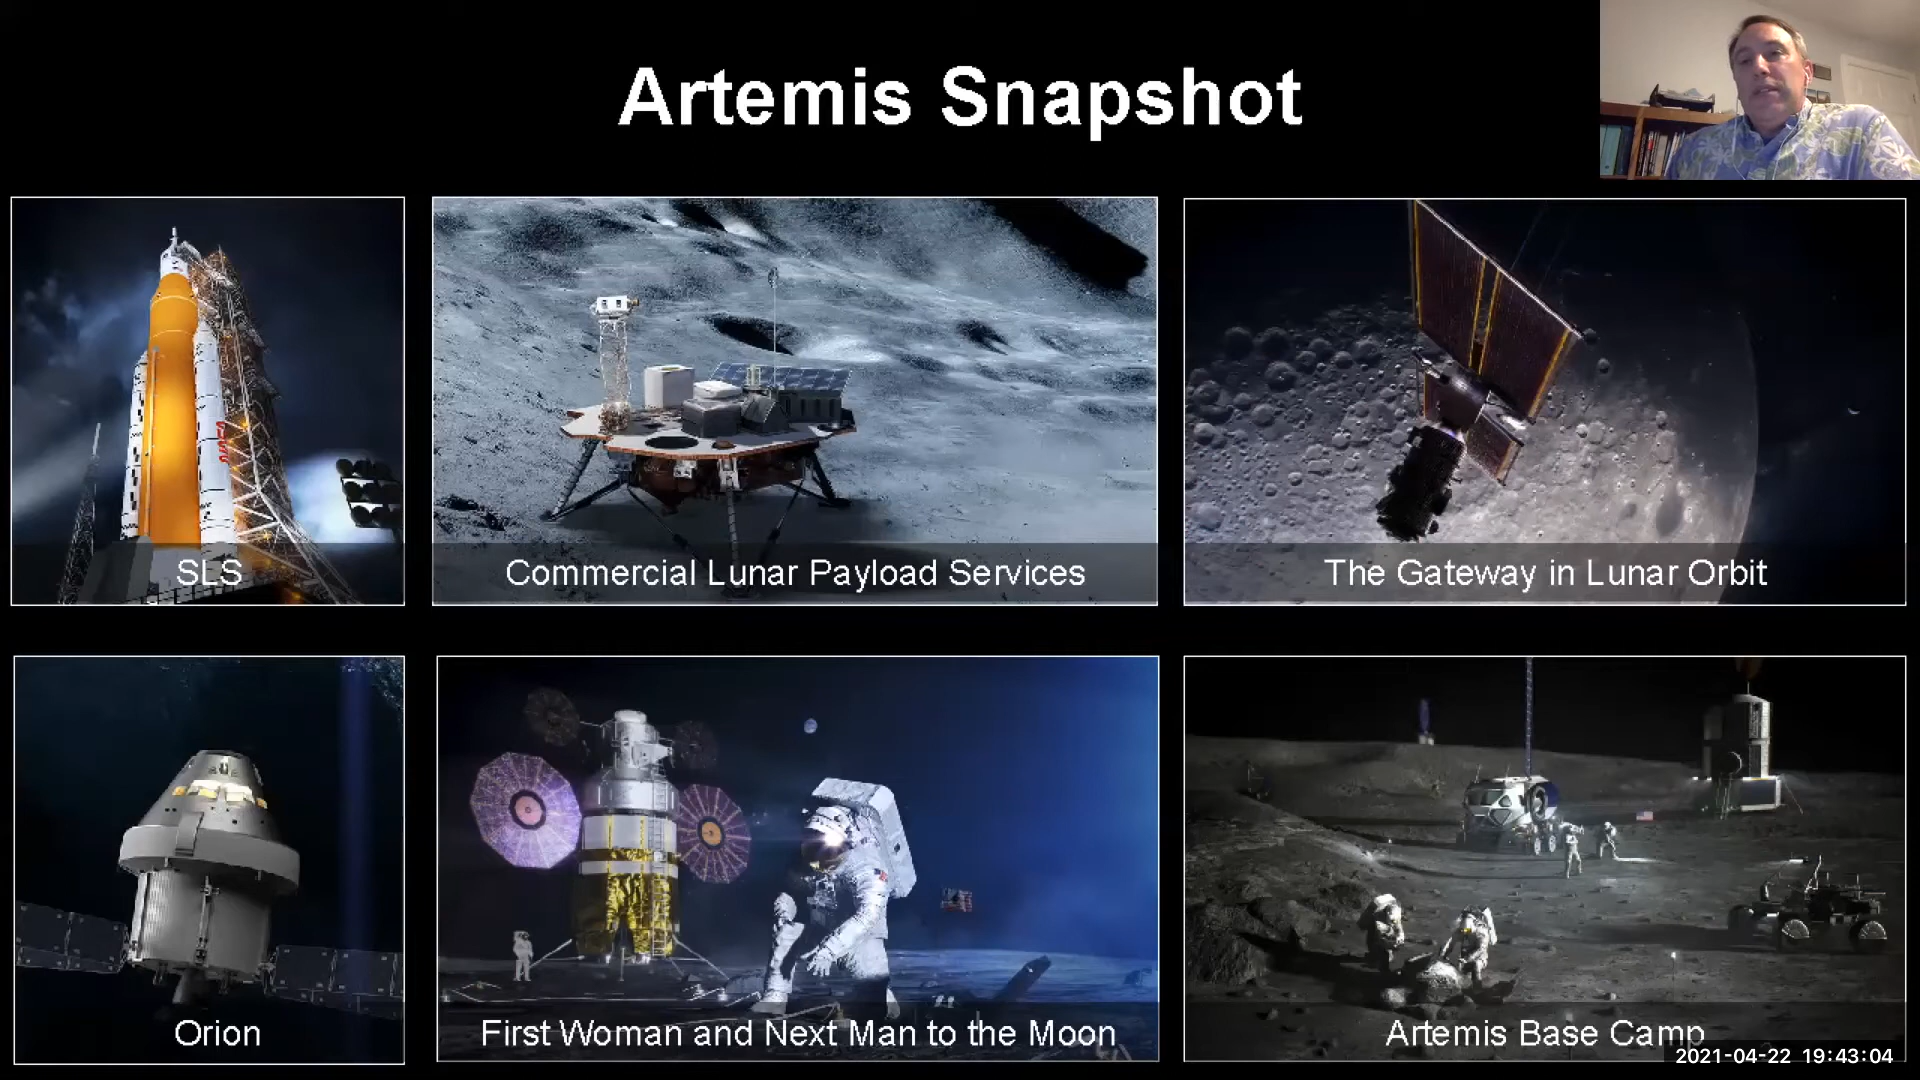 Artemis Snapshot
SLS
Commercial Lunar Payload Services
The Gateway in Lunar Orbit
NASA
Orion
First Woman and Next Man to the Moon
Artemis Base Camp
2021-04-22 19:43:04